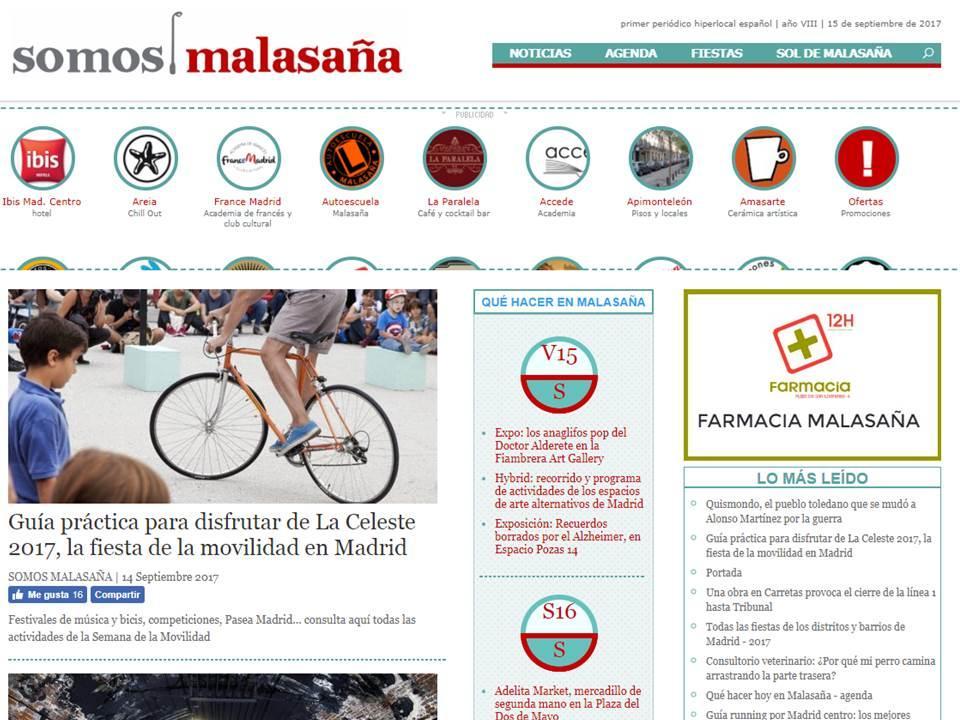 somos malasaña
primer periódico hiperlocal español | año VIII | 15 de septiembre de 2017
NOTICIAS AGENDA FIESTAS SOL DE MALASAÑA
PUBLICIDAD
ibis
HOTELS
FranceMadrid
AUTOESCUELA
MALASAÑA
LA PARALELA
acce
Ibis Mad. Centro
hotel
Areia
Chill Out
France Madrid
Academia de francés y
club cultural
Autoescuela
Malasaña
La Paralela
Café y cocktail bar
Accede
Academia
Apimonteleón
Pisos y locales
Amasarte
Cerámica artística
Ofertas
Promociones
Guía práctica para disfrutar de La Celeste
2017, la fiesta de la movilidad en Madrid
SOMOS MALASAÑA | 14 Septiembre 2017
Me gusta 16 Compartir
Festivales de música y bicis, competiciones, Pasea Madrid... consulta aquí todas las
actividades de la Semana de la Movilidad
QUÉ HACER EN MALASAÑA
V15
S
Expo: los anaglifos pop del
Doctor Alderete en la
Fiambrera Art Gallery
Hybrid: recorrido y programa
de actividades de los espacios
de arte alternativos de Madrid
Exposición: Recuerdos
borrados por el Alzheimer, en
Espacio Pozas 14
S16
S
Adelita Market, mercadillo de
segunda mano en la Plaza del
Dos de Mayo
12H
FARMACIA
FARMACIA MALASAÑA
LO MÁS LEÍDO
Quismondo, el pueblo toledano que se mudó a
Alonso Martínez por la guerra
Guía práctica para disfrutar de La Celeste 2017, la
fiesta de la movilidad en Madrid
Portada
Una obra en Carretas provoca el cierre de la línea 1
hasta Tribunal
Todas las fiestas de los distritos y barrios de
Madrid - 2017
Consultorio veterinario: ¿Por qué mi perro camina
arrastrando la parte trasera?
Qué hacer hoy en Malasaña - agenda
Guía running por Madrid centro: los mejores